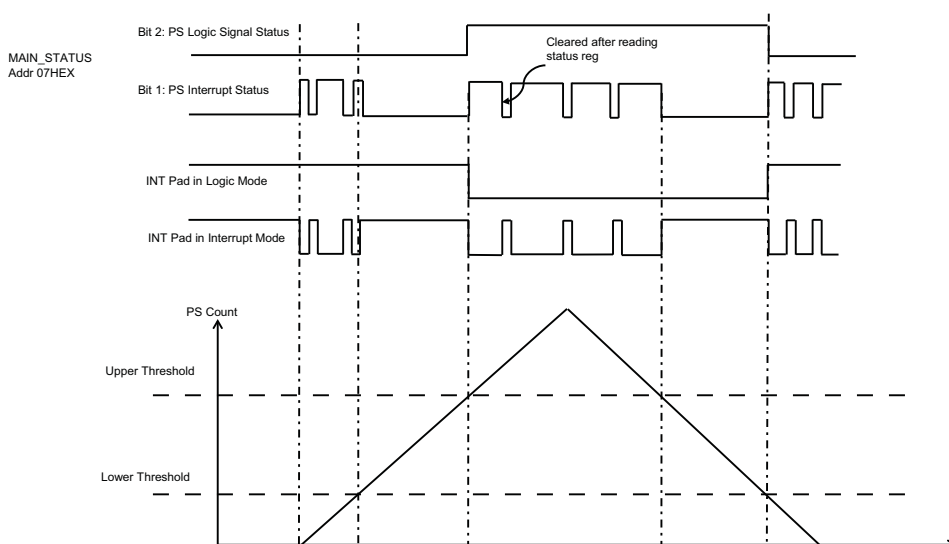 Bit 2: PS Logic Signal Status
MAIN_STATUS
Addr 07HEX
Cleared after reading
status reg
Bit 1: PS Interrupt Status
INT Pad in Logic Mode
INT Pad in Interrupt Mode
PS Count
Upper Threshold
Lower Threshold